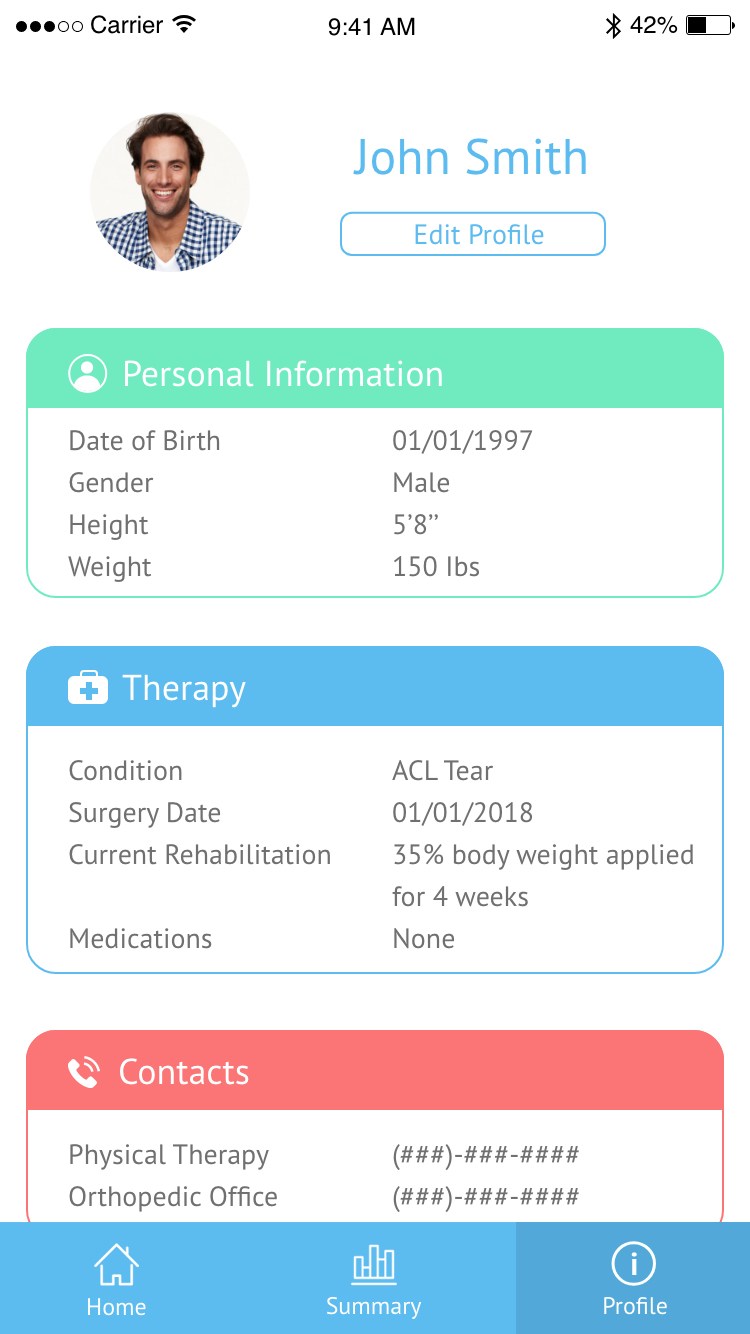 Carrier 9:41 AM 42%
John Smith
Edit Profile
Personal Information
Date of Birth 01/01/1997
Gender Male
Height 5’8’’
Weight 150 lbs
Therapy
Condition ACL Tear
Surgery Date 01/01/2018
Current Rehabilitation 35% body weight applied
for 4 weeks
Medications None
Contacts
Physical Therapy (###)-###-####
Orthopedic Office (###)-###-####
Home Summary Profile